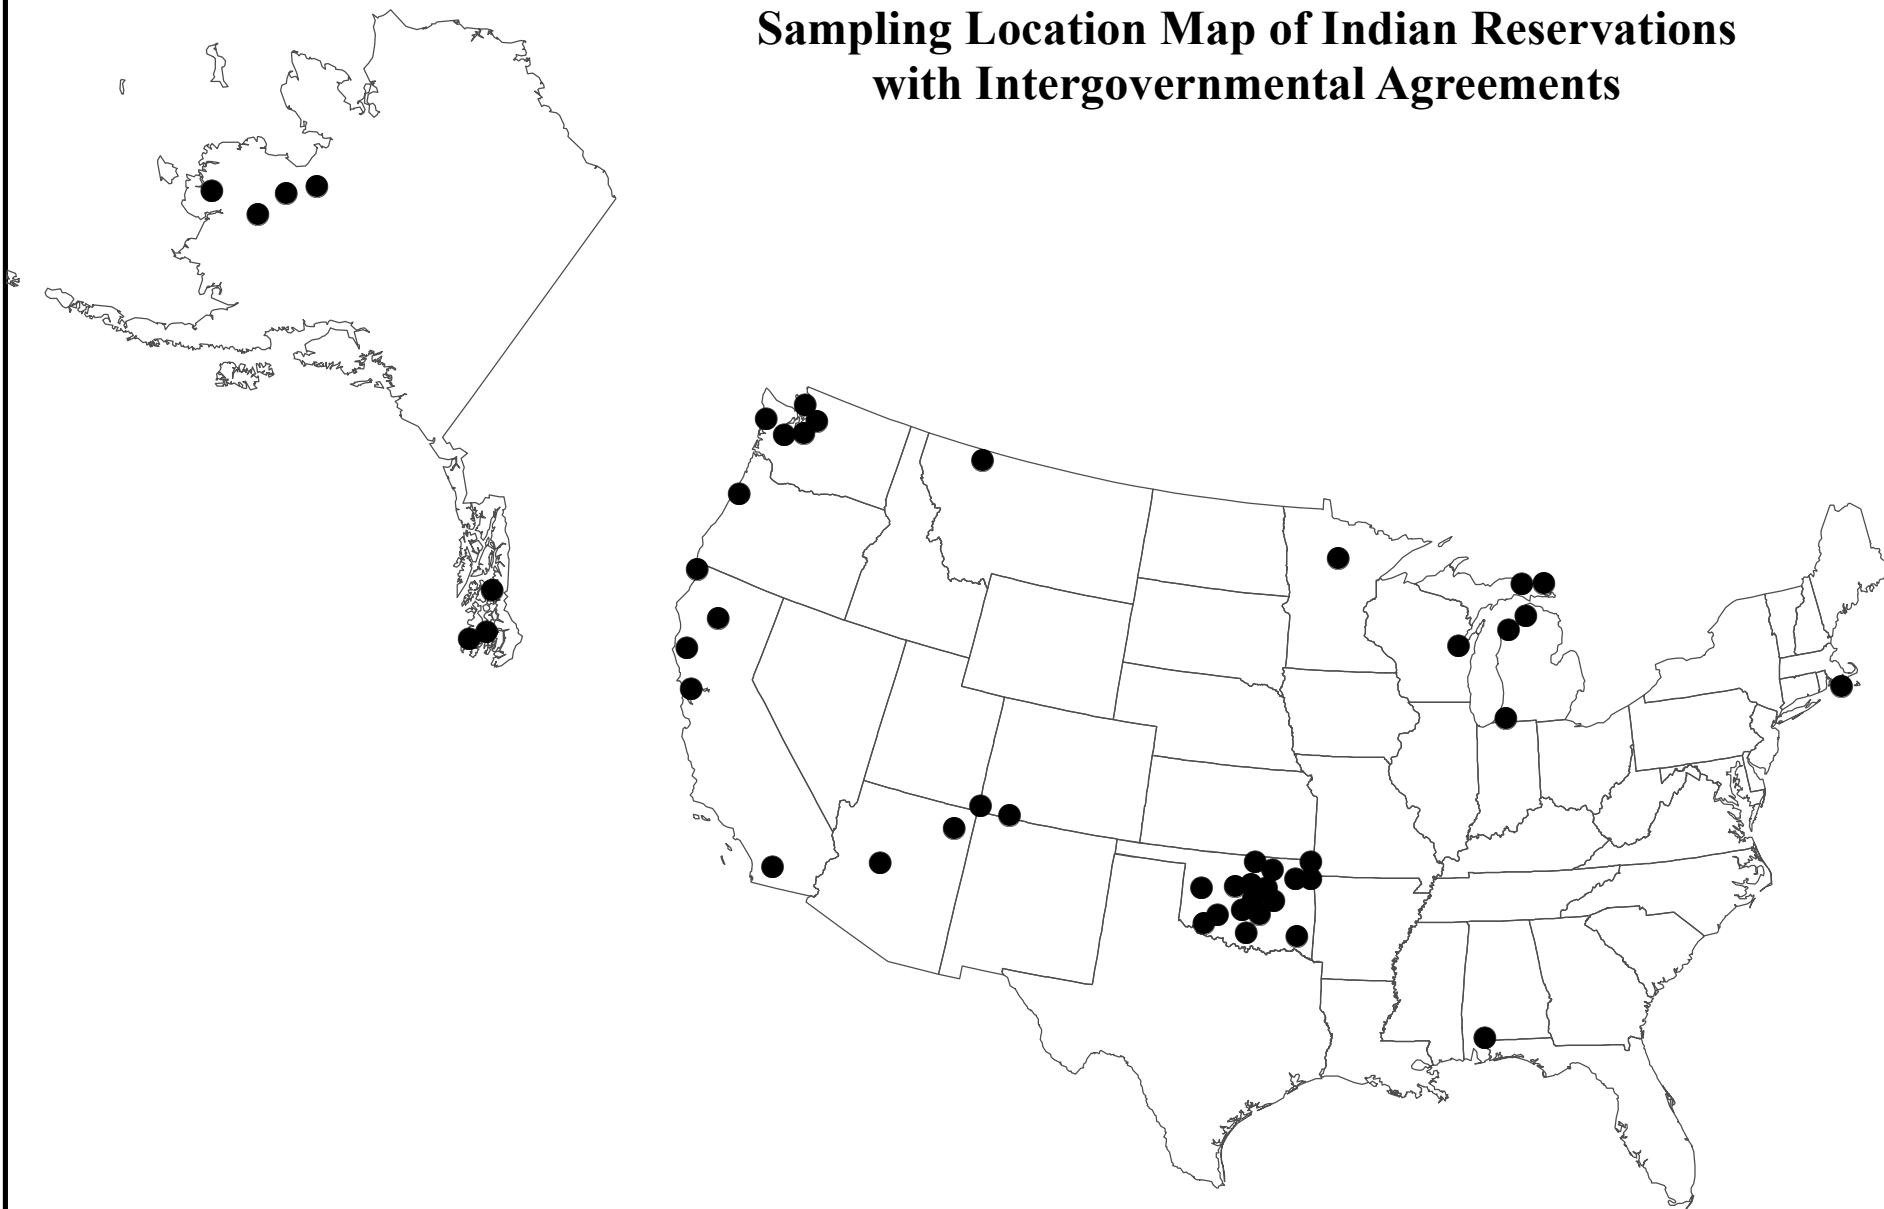 Sampling Location Map of Indian Reservations
with Intergovernmental Agreements